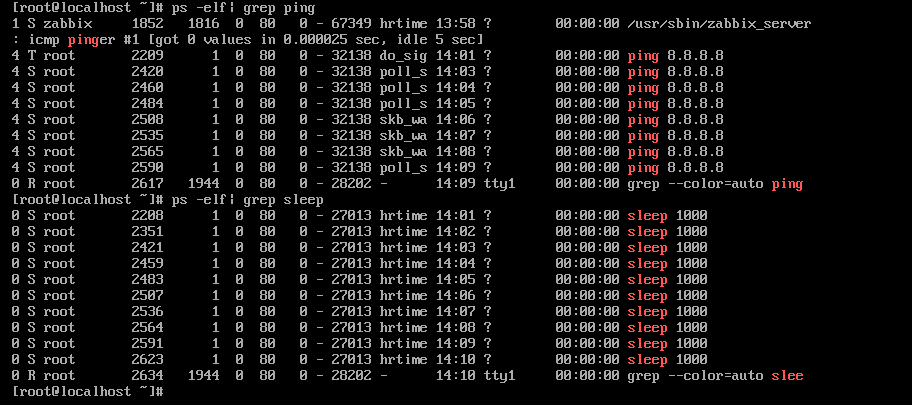 [root@localhost ~]# ps -elf| grep ping
1 S zabbix     1852   1816  0  80   0 - 67349 hrtime 13:58 ?        00:00:00 /usr/sbin/zabbix_server
: icmp pinger #1 [got 0 values in 0.000025 sec, idle 5 sec]
4 T root       2209      1  0  80   0 - 32138 do_sig 14:01 ?        00:00:00 ping 8.8.8.8
4 S root       2420      1  0  80   0 - 32138 poll_s 14:03 ?        00:00:00 ping 8.8.8.8
4 S root       2460      1  0  80   0 - 32138 poll_s 14:04 ?        00:00:00 ping 8.8.8.8
4 S root       2484      1  0  80   0 - 32138 poll_s 14:05 ?        00:00:00 ping 8.8.8.8
4 S root       2508      1  0  80   0 - 32138 skb_wa 14:06 ?        00:00:00 ping 8.8.8.8
4 S root       2535      1  0  80   0 - 32138 skb_wa 14:07 ?        00:00:00 ping 8.8.8.8
4 S root       2565      1  0  80   0 - 32138 skb_wa 14:08 ?        00:00:00 ping 8.8.8.8
4 S root       2590      1  0  80   0 - 32138 poll_s 14:09 ?        00:00:00 ping 8.8.8.8
0 R root       2617   1944  0  80   0 - 28202 -      14:09 tty1     00:00:00 grep --color=auto ping
[root@localhost ~]# ps -elf| grep sleep
0 S root       2208      1  0  80   0 - 27013 hrtime 14:01 ?        00:00:00 sleep 1000
0 S root       2351      1  0  80   0 - 27013 hrtime 14:02 ?        00:00:00 sleep 1000
0 S root       2421      1  0  80   0 - 27013 hrtime 14:03 ?        00:00:00 sleep 1000
0 S root       2459      1  0  80   0 - 27013 hrtime 14:04 ?        00:00:00 sleep 1000
0 S root       2483      1  0  80   0 - 27013 hrtime 14:05 ?        00:00:00 sleep 1000
0 S root       2507      1  0  80   0 - 27013 hrtime 14:06 ?        00:00:00 sleep 1000
0 S root       2536      1  0  80   0 - 27013 hrtime 14:07 ?        00:00:00 sleep 1000
0 S root       2564      1  0  80   0 - 27013 hrtime 14:08 ?        00:00:00 sleep 1000
0 S root       2591      1  0  80   0 - 27013 hrtime 14:09 ?        00:00:00 sleep 1000
0 S root       2623      1  0  80   0 - 27013 hrtime 14:10 ?        00:00:00 sleep 1000
0 R root       2634   1944  0  80   0 - 28202 -      14:10 tty1     00:00:00 grep --color=auto slee
[root@localhost ~]#